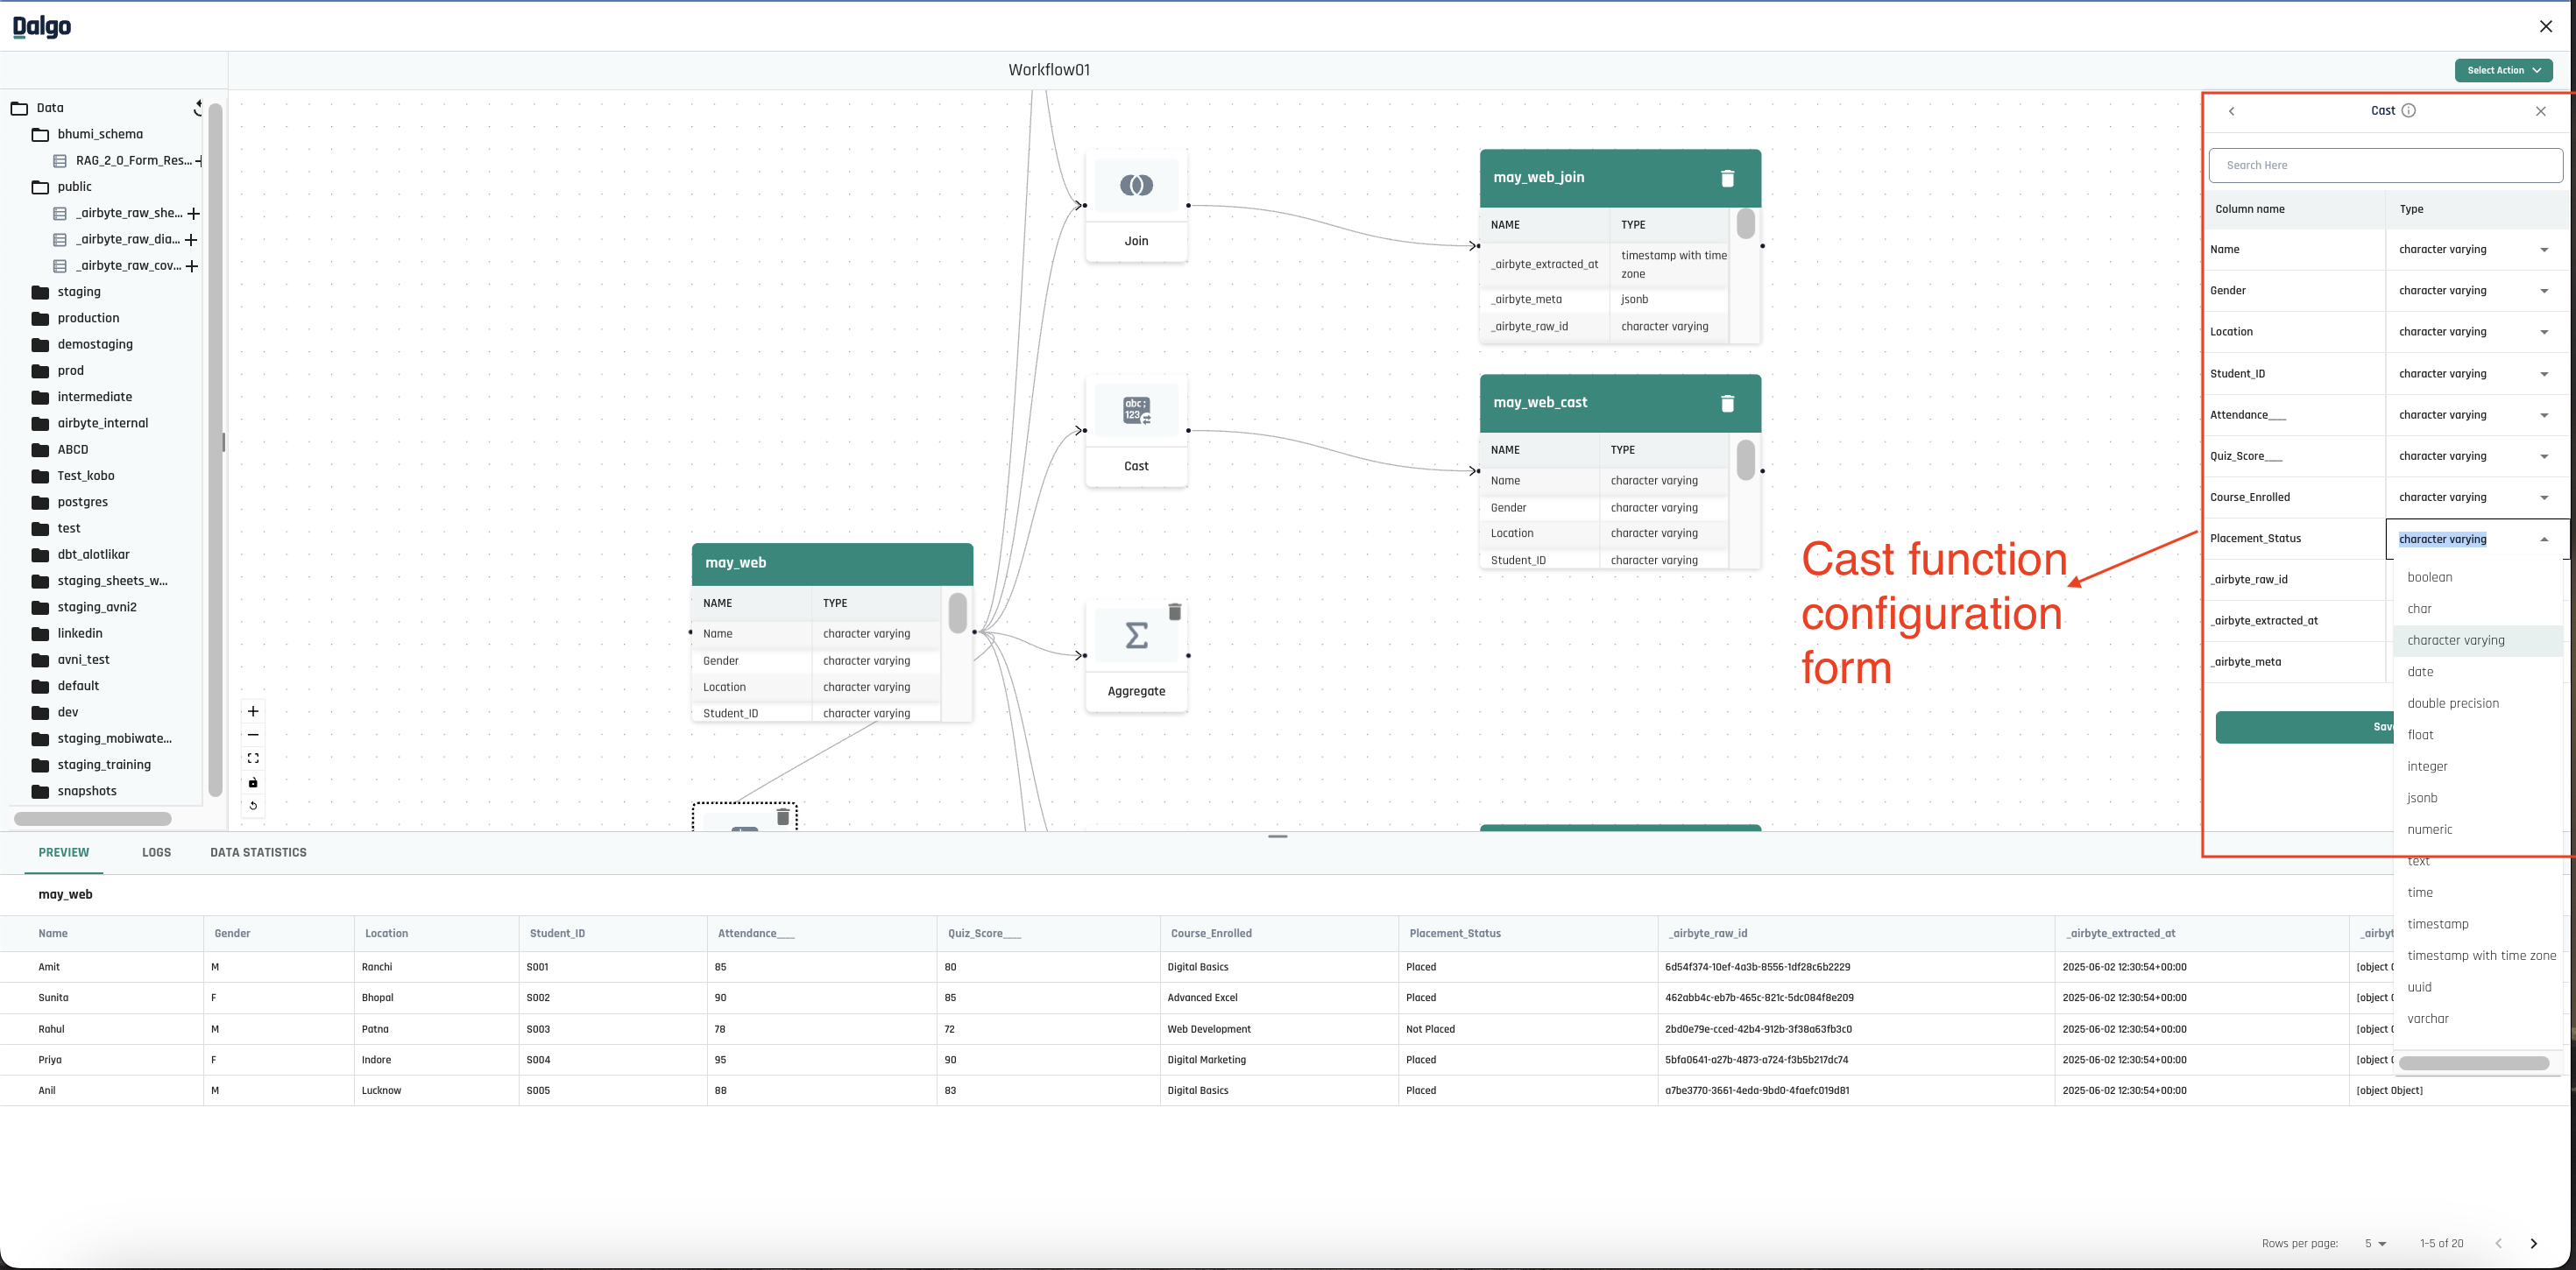 Dalgo
Workflow01
Select Action
Data
bhumi_schema
RAG_2_0_Form_Res...
public
_airbyte_raw_she...
_airbyte_raw_dia...
_airbyte_raw_cov...
staging
production
demostaging
prod
intermediate
airbyte_internal
ABCD
Test_kobo
postgres
test
dbt_alotlikar
staging_sheets_w...
staging_avni2
linkedin
avni_test
default
dev
staging_mobiwate...
staging_training
snapshots
Join
abc;
123
Cast
Aggregate
may_web
NAME TYPE
Name character varying
Gender character varying
Location character varying
Student_ID character varying
may_web_join
NAME TYPE
_airbyte_extracted_at timestamp with time
zone
_airbyte_meta jsonb
_airbyte_raw_id character varying
may_web_cast
NAME TYPE
Name character varying
Gender character varying
Location character varying
Student_ID character varying
Cast function
configuration
form
Cast
Search Here
Column name Type
Name character varying
Gender character varying
Location character varying
Student_ID character varying
Attendance___ character varying
Quiz_Score___ character varying
Course_Enrolled character varying
Placement_Status character varying
_airbyte_raw_id
_airbyte_extracted_at
_airbyte_meta
boolean
char
character varying
date
double precision
float
integer
jsonb
numeric
text
time
timestamp
timestamp with time zone
uuid
varchar
PREVIEW LOGS DATA STATISTICS
may_web
Name Gender Location Student_ID Attendance___ Quiz_Score___ Course_Enrolled Placement_Status _airbyte_raw_id _airbyte_extracted_at
Amit M Ranchi S001 85 80 Digital Basics Placed 6d54f374-10ef-4a3b-8556-1df28c6b2229 2025-06-02 12:30:54+00:00 [object
Sunita F Bhopal S002 90 85 Advanced Excel Placed 462abb4c-eb7b-465c-821c-5dc084f8e209 2025-06-02 12:30:54+00:00 [object
Rahul M Patna S003 78 72 Web Development Not Placed 2bd0e79e-cced-42b4-912b-3f38a63fb3c0 2025-06-02 12:30:54+00:00 [object
Priya F Indore S004 95 90 Digital Marketing Placed 5bfa0641-a27b-4873-a724-f3b5b217dc74 2025-06-02 12:30:54+00:00 [object
Anil M Lucknow S005 88 83 Digital Basics Placed a7be3770-3661-4eda-9bd0-4faefc019d81 2025-06-02 12:30:54+00:00 [object Object]
Rows per page: 5 1-5 of 20